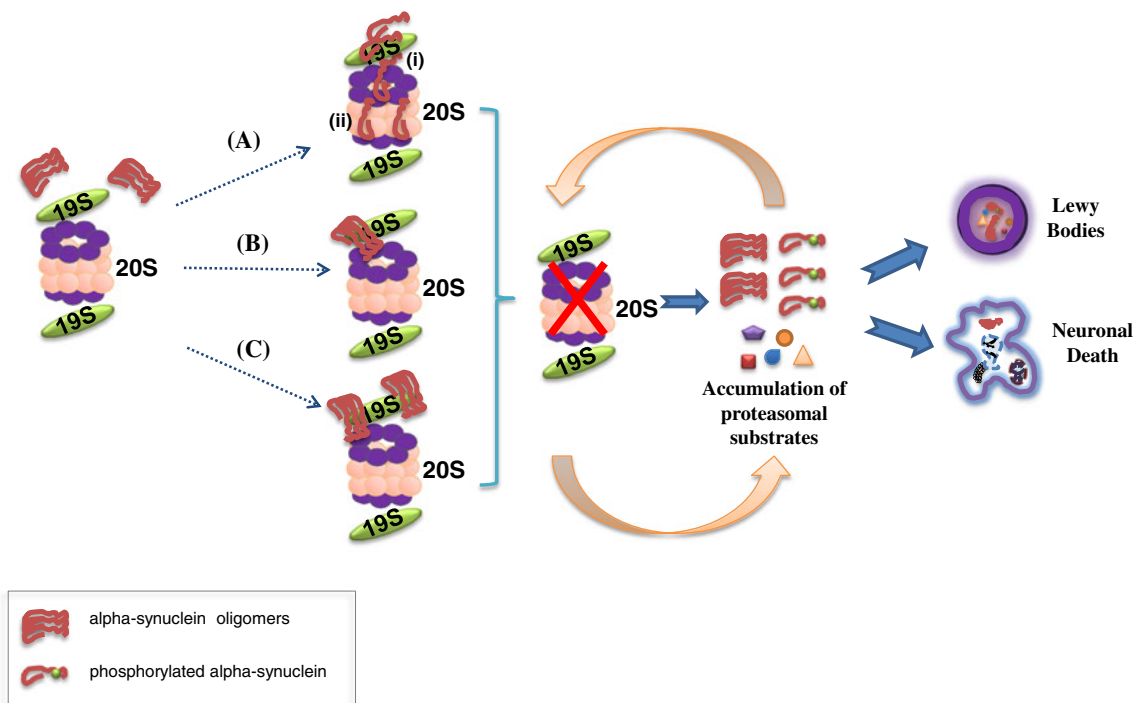 19S
(i)
20S
(ii)
19S
(A)
19S
20S
19S
(B)
19S
20S
19S
(C)
19S
20S
19S
19S
20S
19S
Accumulation of
proteasomal
substrates
Lewy
Bodies
Neuronal
Death
alpha-synuclein oligomers
phosphorylated alpha-synuclein